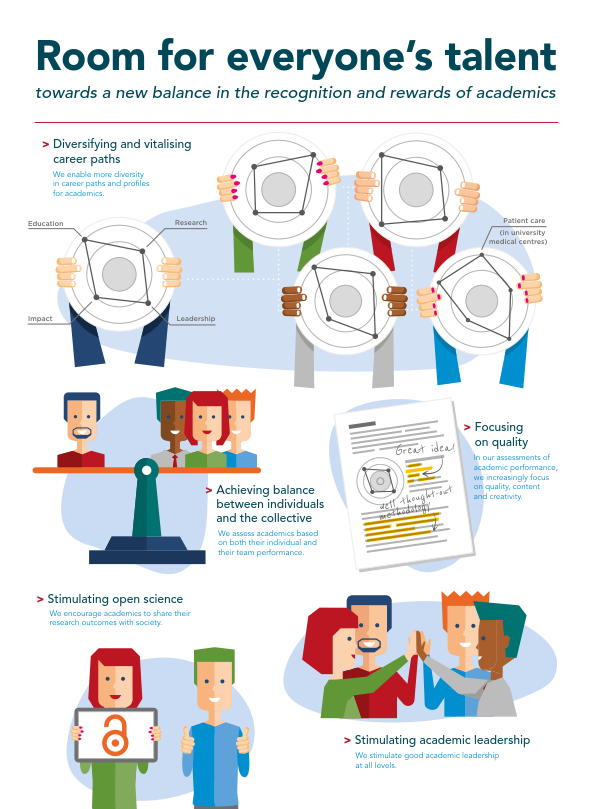 Room for everyone's talent
towards a new balance in the recognition and rewards of academics
> Diversifying and vitalising
career paths
We enable more diversity
in career paths and profiles
for academics.
Education
Research
Impact
Leadership
Patient care
(in university
medical centres)
> Achieving balance
between individuals
and the collective
We assess academics based
on both their individual and
their team performance.
Great idea!
well thought-out
methodology
> Focusing
on quality
In our assessments of
academic performance,
we increasingly focus
on quality, content
and creativity.
> Stimulating open science
We encourage academics to share their
research outcomes with society.
> Stimulating academic leadership
We stimulate good academic leadership
at all levels.